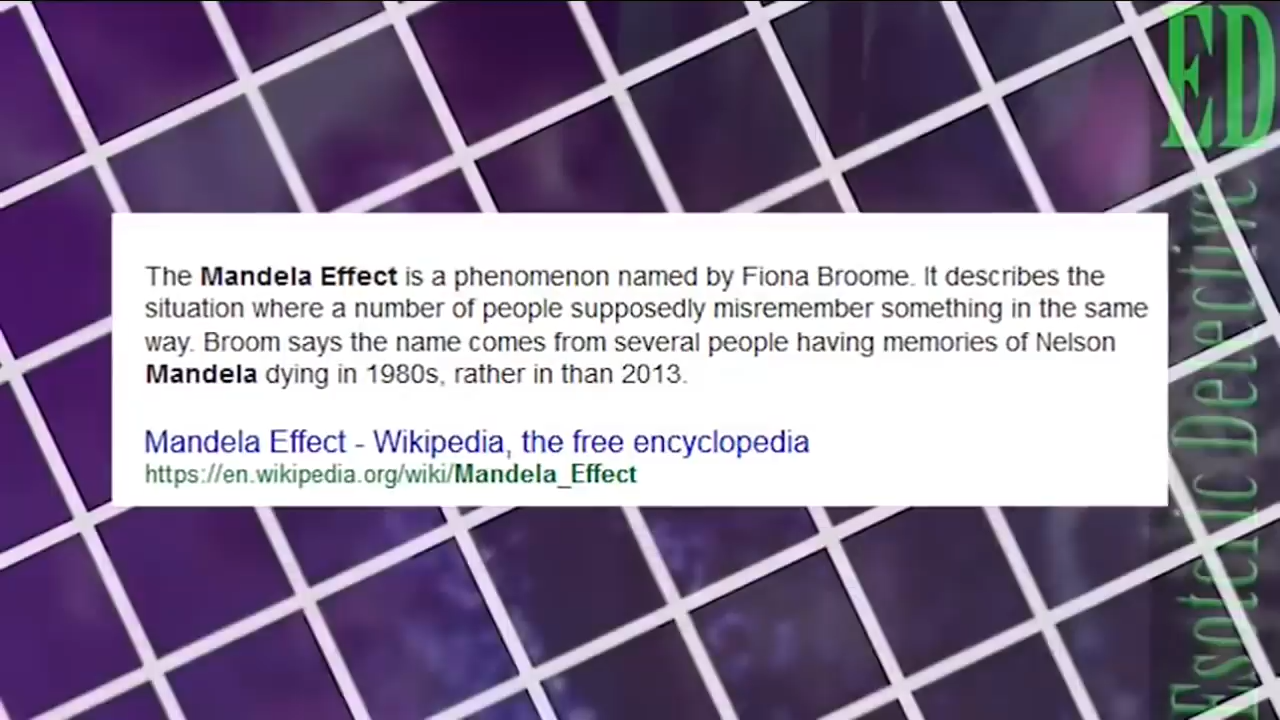 The Mandela Effect is a phenomenon named by Fiona Broome. It describes the
situation where a number of people supposedly misremember something in the same
way. Broom says the name comes from several people having memories of Nelson
Mandela dying in 1980s, rather in than 2013.
Mandela Effect - Wikipedia, the free encyclopedia
https://en.wikipedia.org/wiki/Mandela_Effect
ED
Esoteric Detective